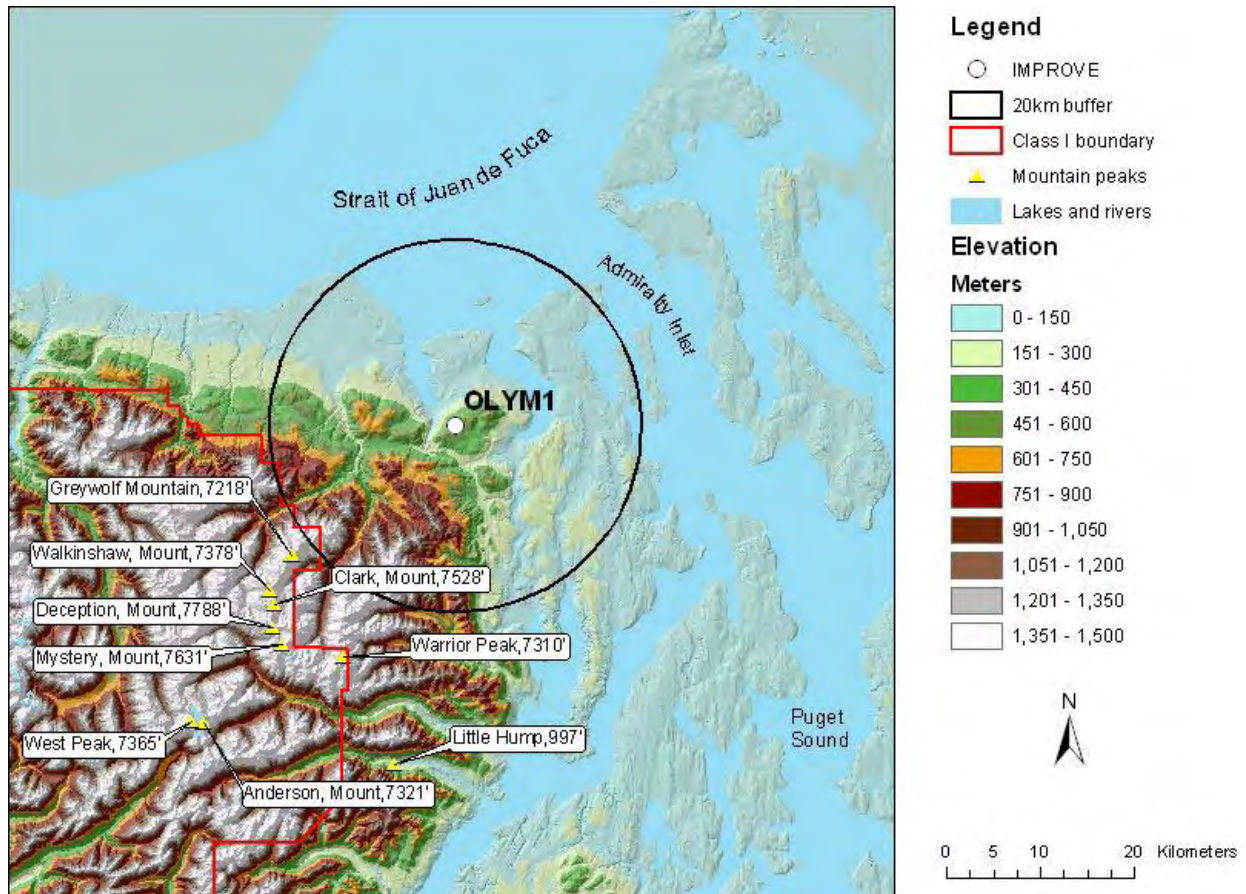 Strait of Juan de Fuca
Admiralty Inlet
OLYM1
Greywolf Mountain,7218'
Walkinshaw, Mount,7378'
Clark, Mount,7528'
Deception, Mount,7788'
Mystery, Mount,7631'
Warrior Peak,7310'
West Peak,7365'
Little Hump,997'
Anderson, Mount,7321'
Puget
Sound
Legend
IMPROVE
20km buffer
Class I boundary
Mountain peaks
Lakes and rivers
Elevation
Meters
0 - 150
151 - 300
301 - 450
451 - 600
601 - 750
751 - 900
901 - 1,050
1,051 - 1,200
1,201 - 1,350
1,351 - 1,500
N
0 5 10 20 Kilometers